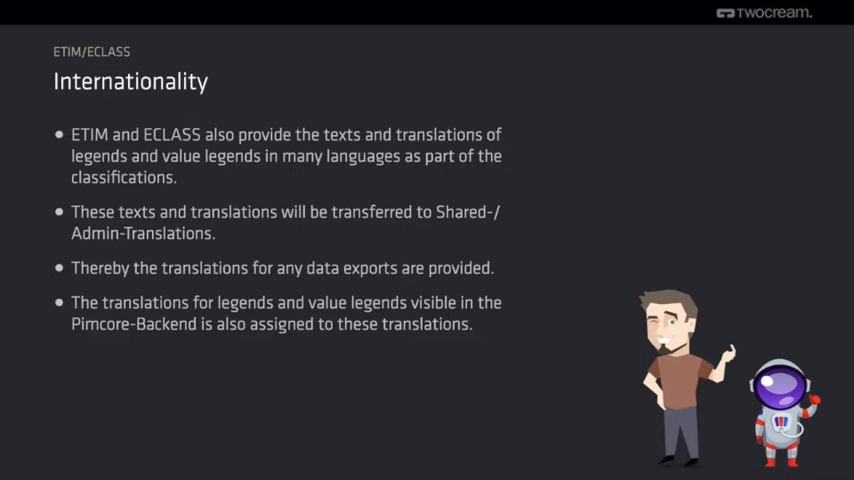 TWOCREAM.
ETIM/ECLASS
Internationality
• ETIM and ECLASS also provide the texts and translations of
legends and value legends in many languages as part of the
classifications.
• These texts and translations will be transferred to Shared-/
Admin-Translations.
• Thereby the translations for any data exports are provided.
• The translations for legends and value legends visible in the
Pimcore-Backend is also assigned to these translations.